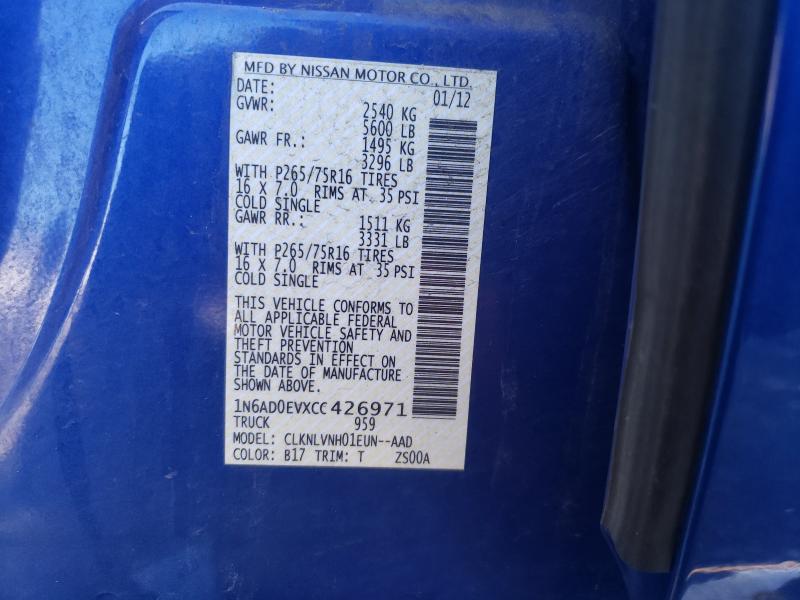 MFD BY NISSAN MOTOR CO., LTD.
DATE: 01/12
GVWR: 2540 KG
5600 LB
GAWR FR.: 1495 KG
3296 LB
WITH P265/75R16 TIRES
16 X 7.0 RIMS AT 35 PSI
COLD SINGLE
GAWR RR.: 1511 KG
3331 LB
WITH P265/75R16 TIRES
16 X 7.0 RIMS AT 35 PSI
COLD SINGLE
THIS VEHICLE CONFORMS TO
ALL APPLICABLE FEDERAL
MOTOR VEHICLE SAFETY AND
THEFT PREVENTION
STANDARDS IN EFFECT ON
THE DATE OF MANUFACTURE
SHOWN ABOVE.
1N6AD0EVXCC426971
TRUCK 959
MODEL: CLKNLVNH01EUN--AAD
COLOR: B17 TRIM: T ZS00A